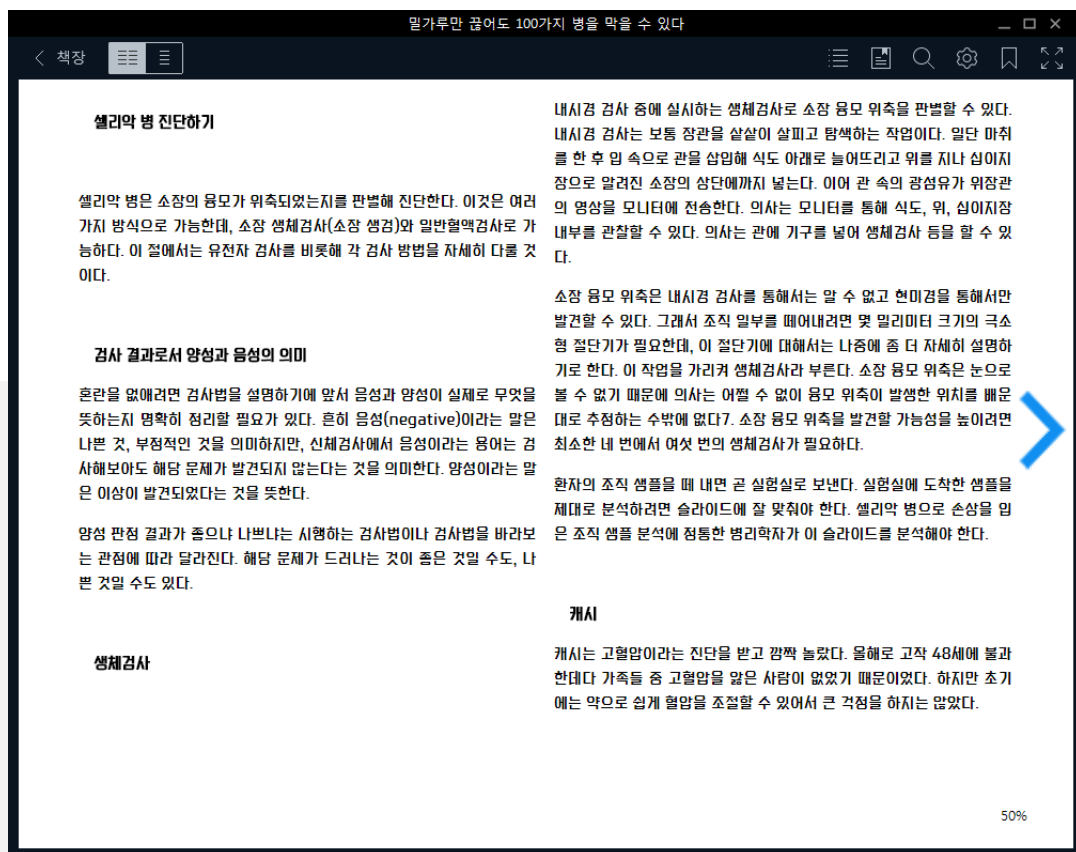 밀가루만 끊어도 100가지 병을 막을 수 있다
책장
셀리악 병 진단하기
셀리악 병은 소장의 융모가 위축되었는지를 판별해 진단한다. 이것은 여러
가지 방식으로 가능한데, 소장 생체검사(소장 생검)와 일반혈액검사로 가
능하다. 이 절에서는 유전자 검사를 비롯해 각 검사 방법을 자세히 다룰 것
이다.
검사 결과로서 양성과 음성의 의미
혼란을 없애려면 검사법을 설명하기에 앞서 음성과 양성이 실제로 무엇을
뜻하는지 명확히 정리할 필요가 있다. 흔히 음성(negative)이라는 말은
나쁜 것, 부정적인 것을 의미하지만, 신체검사에서 음성이라는 용어는 검
사해보아도 해당 문제가 발견되지 않는다는 것을 의미한다. 양성이라는 말
은 이상이 발견되었다는 것을 뜻한다.
양성 판정 결과가 좋으냐 나쁘냐는 시행하는 검사법이나 검사법을 바라보
는 관점에 따라 달라진다. 해당 문제가 드러나는 것이 좋은 것일 수도, 나
쁜 것일 수도 있다.
생체검사
내시경 검사 중에 실시하는 생체검사로 소장 융모 위축을 판별할 수 있다.
내시경 검사는 보통 장관을 샅샅이 살피고 탐색하는 작업이다. 일단 마취
를 한 후 입 속으로 관을 삽입해 식도 아래로 늘어뜨리고 위를 지나 십이지
장으로 알려진 소장의 상단에까지 넣는다. 이어 관 속의 광섬유가 위장관
의 영상을 모니터에 전송한다. 의사는 모니터를 통해 식도, 위, 십이지장
내부를 관찰할 수 있다. 의사는 관에 기구를 넣어 생체검사 등을 할 수 있
다.
소장 융모 위축은 내시경 검사를 통해서는 알 수 없고 현미경을 통해서만
발견할 수 있다. 그래서 조직 일부를 떼어내려면 몇 밀리미터 크기의 극소
형 절단기가 필요한데, 이 절단기에 대해서는 나중에 좀 더 자세히 설명하
기로 한다. 이 작업을 가리켜 생체검사라 부른다. 소장 융모 위축은 눈으로
볼 수 없기 때문에 의사는 어쩔 수 없이 융모 위축이 발생한 위치를 배운
대로 추정하는 수밖에 없다7. 소장 융모 위축을 발견할 가능성을 높이려면
최소한 네 번에서 여섯 번의 생체검사가 필요하다.
환자의 조직 샘플을 떼 내면 곧 실험실로 보낸다. 실험실에 도착한 샘플을
제대로 분석하려면 슬라이드에 잘 맞춰야 한다. 셀리악 병으로 손상을 입
은 조직 샘플 분석에 정통한 병리학자가 이 슬라이드를 분석해야 한다.
캐시
캐시는 고혈압이라는 진단을 받고 깜짝 놀랐다. 올해로 고작 48세에 불과
한데다 가족들 중 고혈압을 앓은 사람이 없었기 때문이었다. 하지만 초기
에는 약으로 쉽게 혈압을 조절할 수 있어서 큰 걱정을 하지는 않았다.
50%